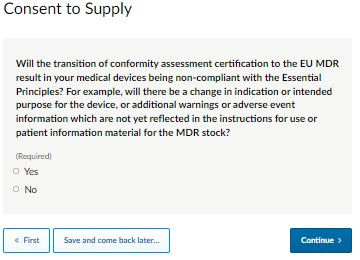 Consent to Supply
Will the transition of conformity assessment certification to the EU MDR
result in your medical devices being non-compliant with the Essential
Principles? For example, will there be a change in indication or intended
purpose for the device, or additional warnings or adverse event
information which are not yet reflected in the instructions for use or
patient information material for the MDR stock?
(Required)
Yes
No
« First
Save and come back later...
Continue >